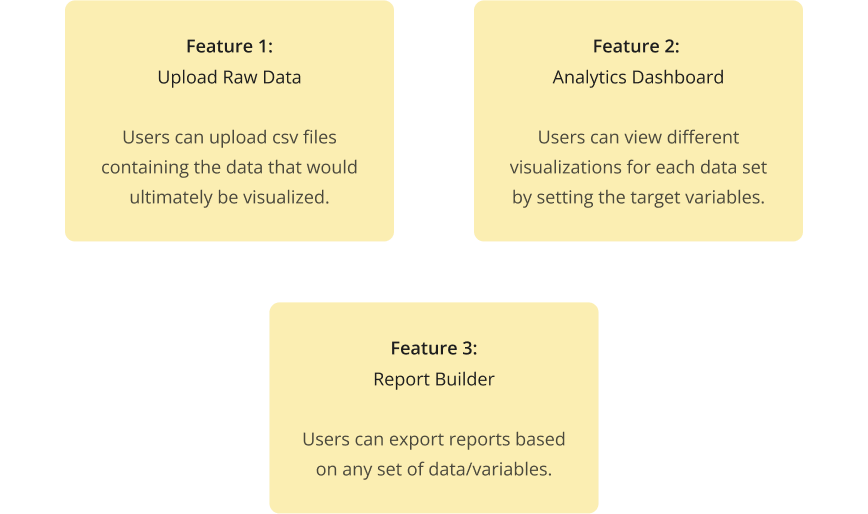 Feature 1:
Upload Raw Data
Users can upload csv files
containing the data that would
ultimately be visualized.
Feature 2:
Analytics Dashboard
Users can view different
visualizations for each data set
by setting the target variables.
Feature 3:
Report Builder
Users can export reports based
on any set of data/variables.